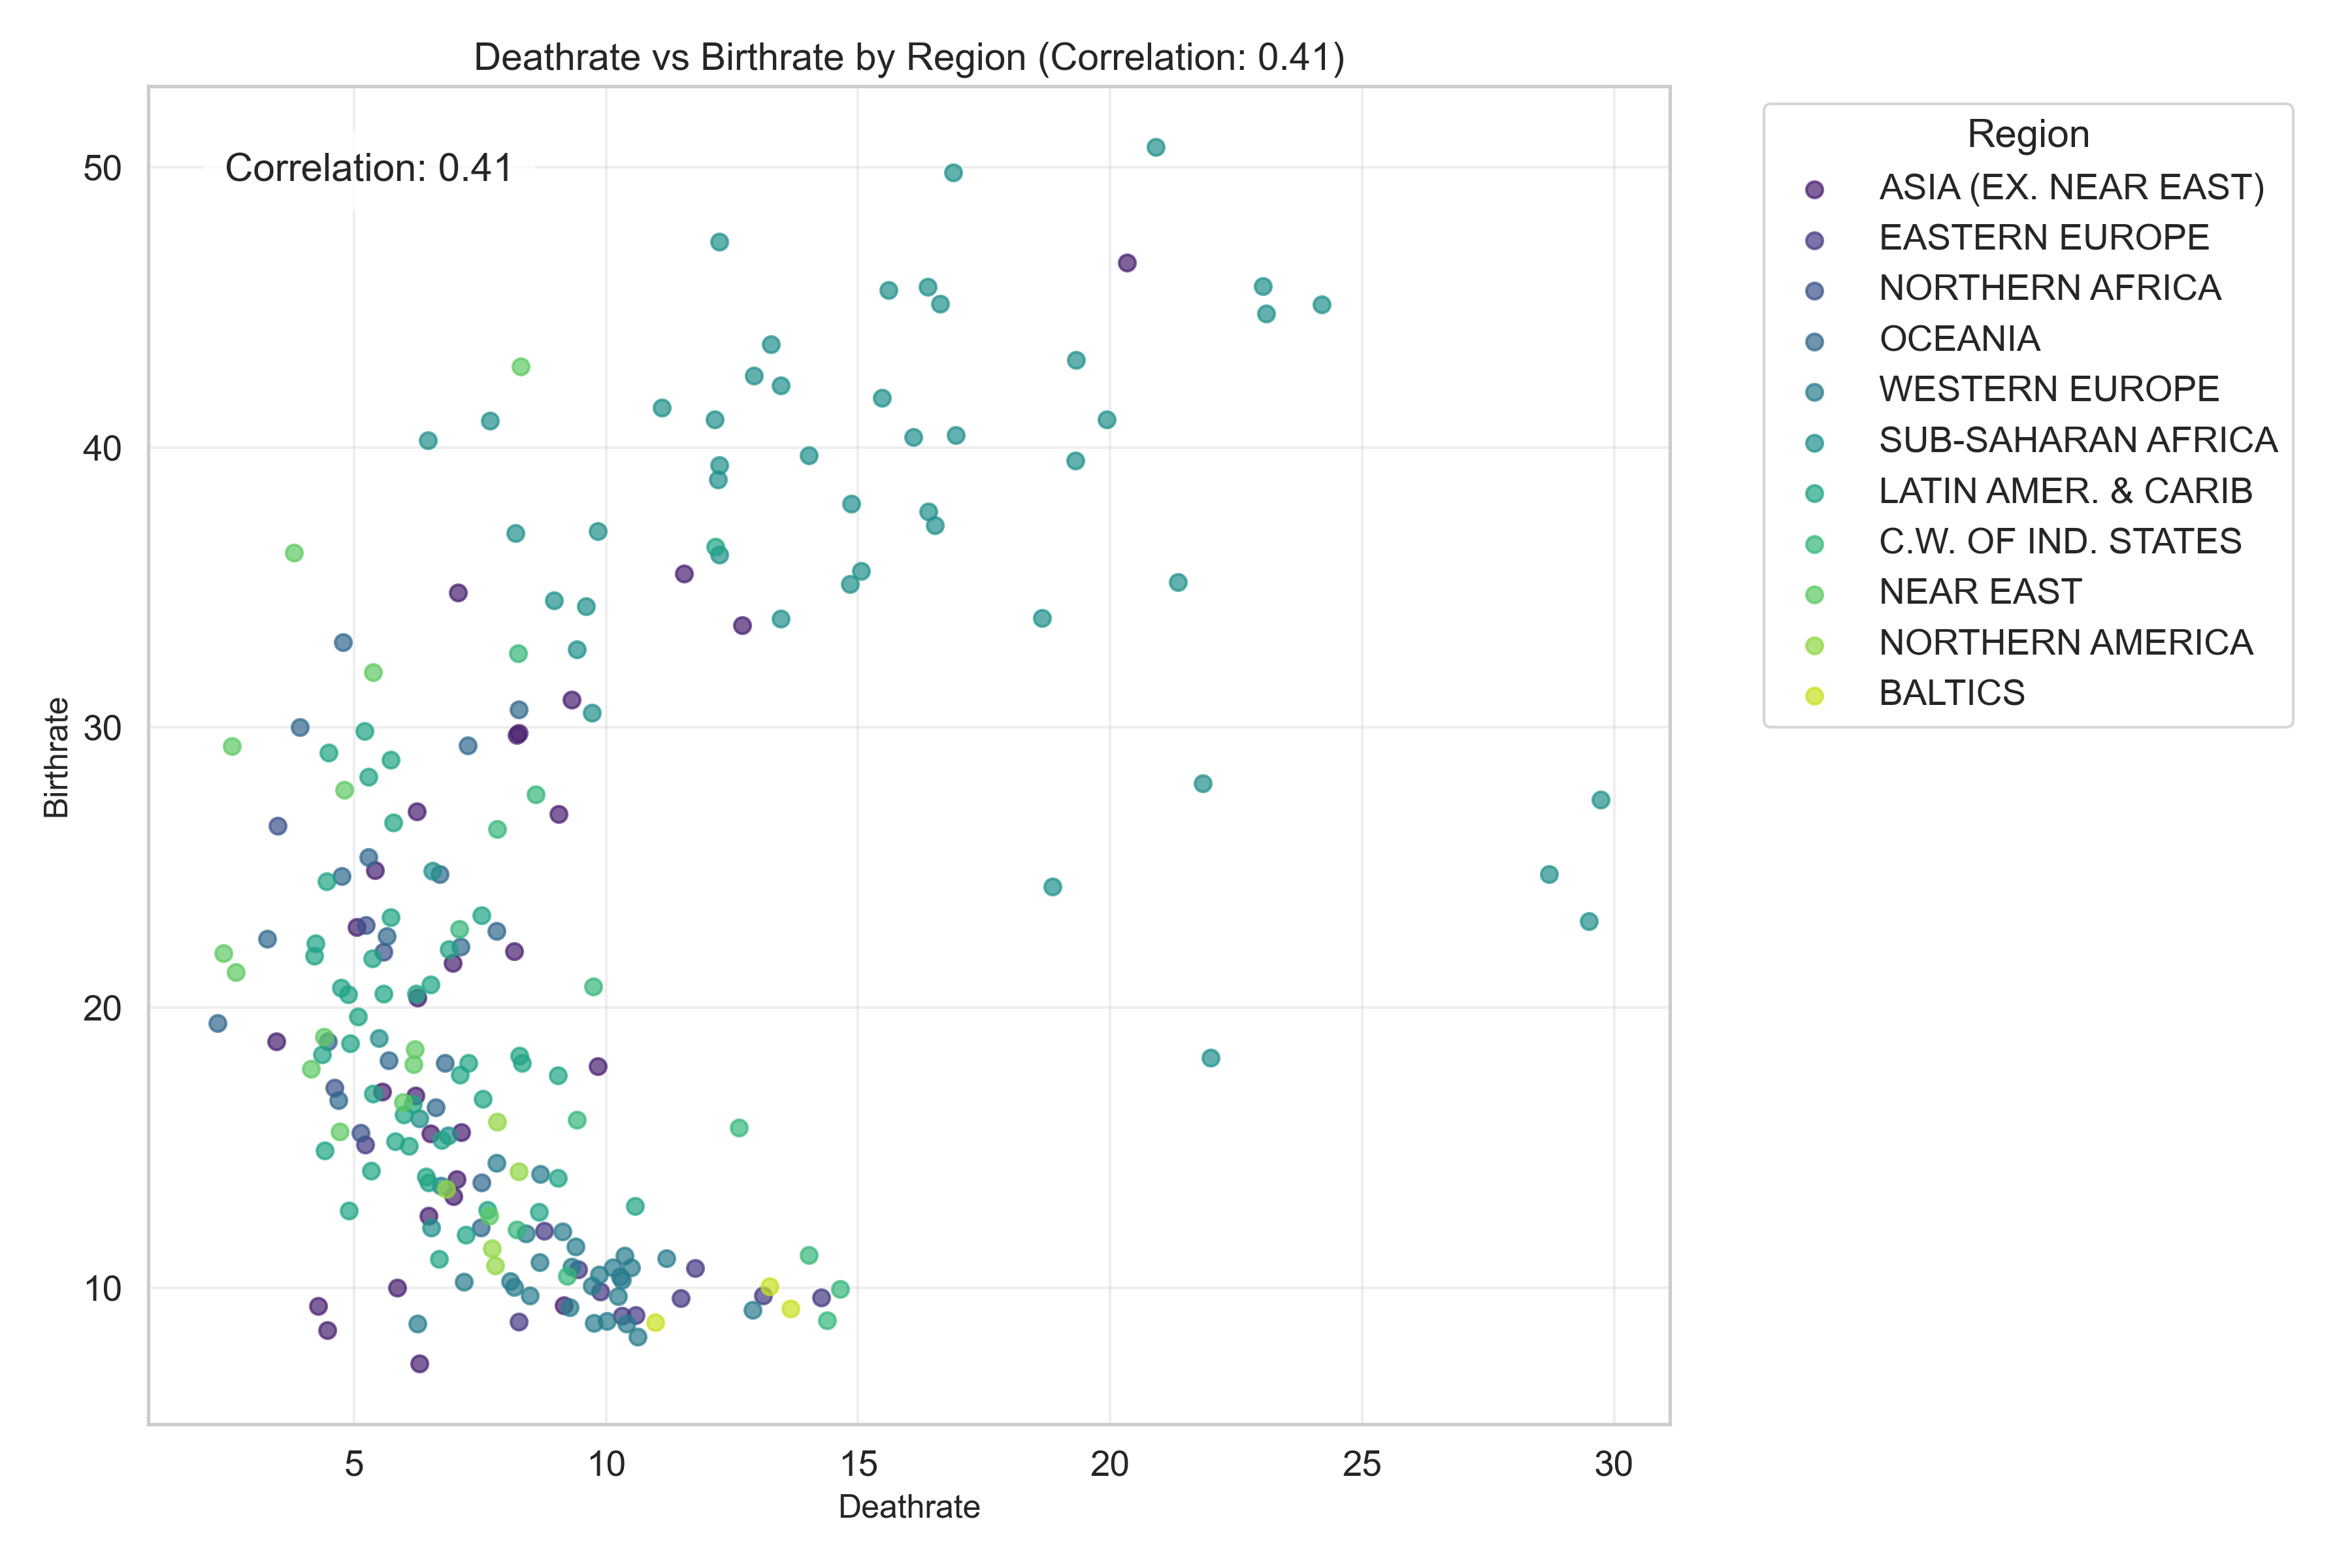 Deathrate vs Birthrate by Region (Correlation: 0.41)
Correlation: 0.41
50
40
30
20
10
Birthrate
5
10
15
20
25
30
Deathrate
Region
ASIA (EX. NEAR EAST)
EASTERN EUROPE
NORTHERN AFRICA
OCEANIA
WESTERN EUROPE
SUB-SAHARAN AFRICA
LATIN AMER. & CARIB
C.W. OF IND. STATES
NEAR EAST
NORTHERN AMERICA
BALTICS